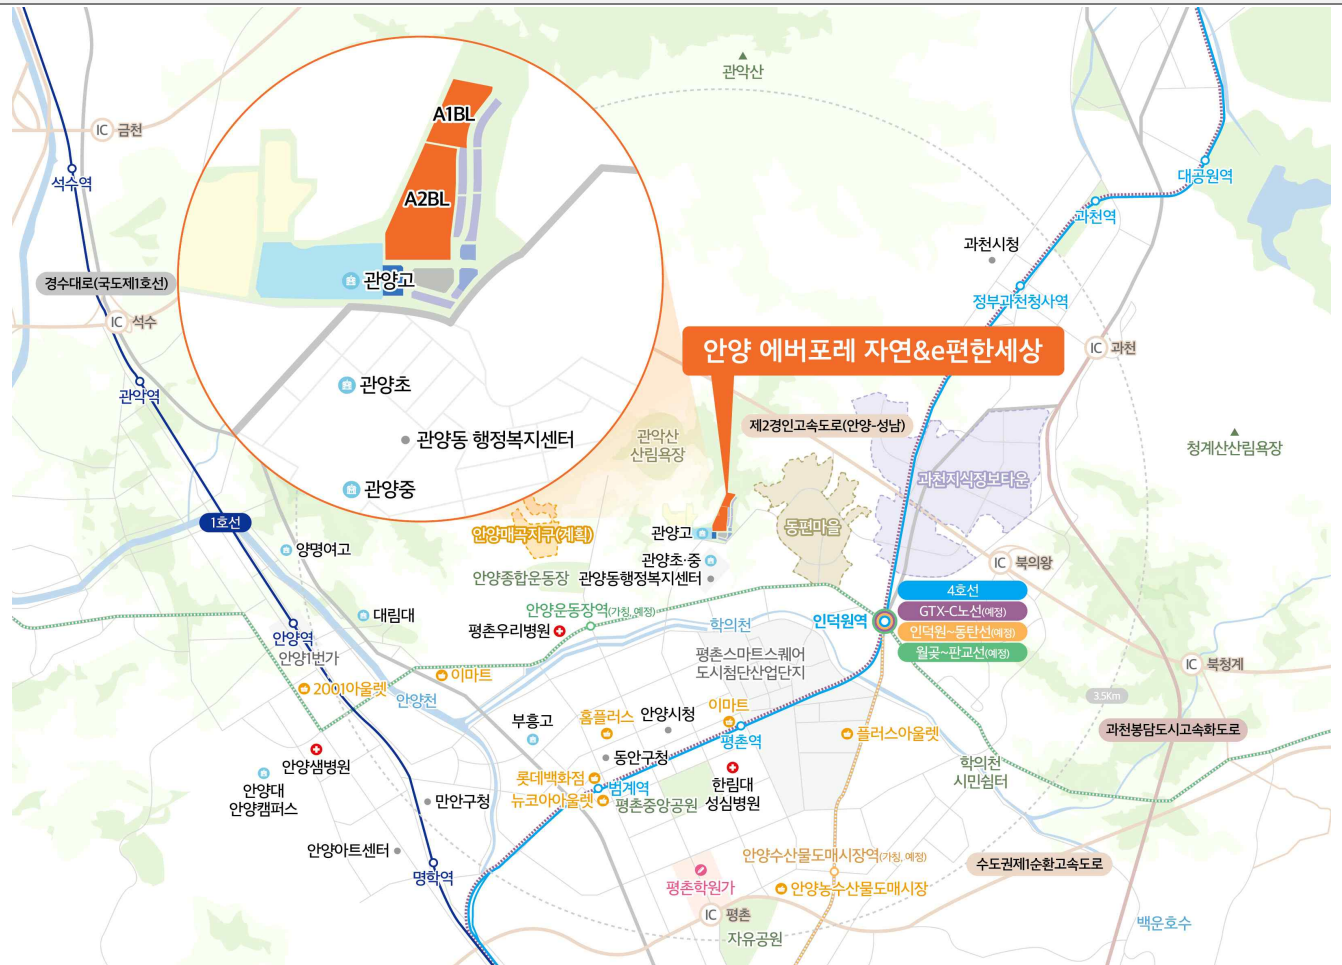 관악산
A1BL
금천
석수역
대공원역
A2BL
과천역
과천시청
경수대로(국도제1호선)
관양고
정부과천청사역
석수
안양 에버포레 자연&e편한세상
과천
관악역
관양초
제2경인고속도로(안양-성남)
관양동 행정복지센터
관악산
산림욕장
청계산산림욕장
과천지식정보타운
관양중
1호선
안양매곡지구(계획)
관양고
동편마을
양명여고
관양초·중
북의왕
안양종합운동장
관양동행정복지센터
4호선
안양운동장역(가칭, 예정)
GTX-C노선(예정)
대림대
인덕원역
안양역
평촌우리병원
학의천
인덕원~동탄선(예정)
안양1번가
평촌스마트스퀘어
도시첨단산업단지
월곶~판교선(예정)
북청계
이마트
2001아울렛
안양천
3.5Km
이마트
부흥고
홈플러스
안양시청
과천봉담도시고속화도로
평촌역
플러스아울렛
동안구청
안양샘병원
학의천
시민쉼터
롯데백화점
범계역
한림대
성심병원
안양대
안양캠퍼스
만안구청
뉴코아아울렛
평촌중앙공원
안양아트센터
안양수산물도매시장역(가칭, 예정)
수도권제1순환고속도로
명학역
평촌학원가
안양농수산물도매시장
평촌
백운호수
자유공원
IC
IC
IC
IC
IC
IC